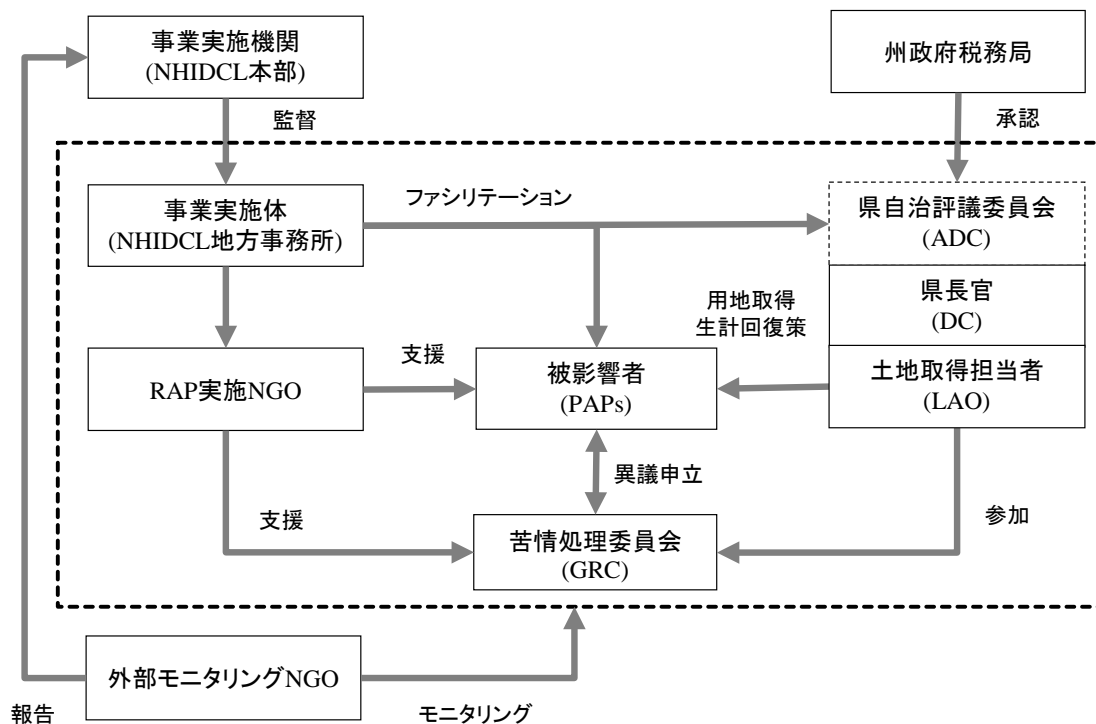 事業実施機関
(NHIDCL本部)
州政府税務局
監督
承認
事業実施体
(NHIDCL地方事務所)
ファシリテーション
県自治評議委員会
(ADC)
県長官
(DC)
用地取得
生計回復策
土地取得担当者
(LAO)
RAP実施NGO
支援
被影響者
(PAPs)
異議申立
支援
参加
苦情処理委員会
(GRC)
外部モニタリングNGO
報告
モニタリング